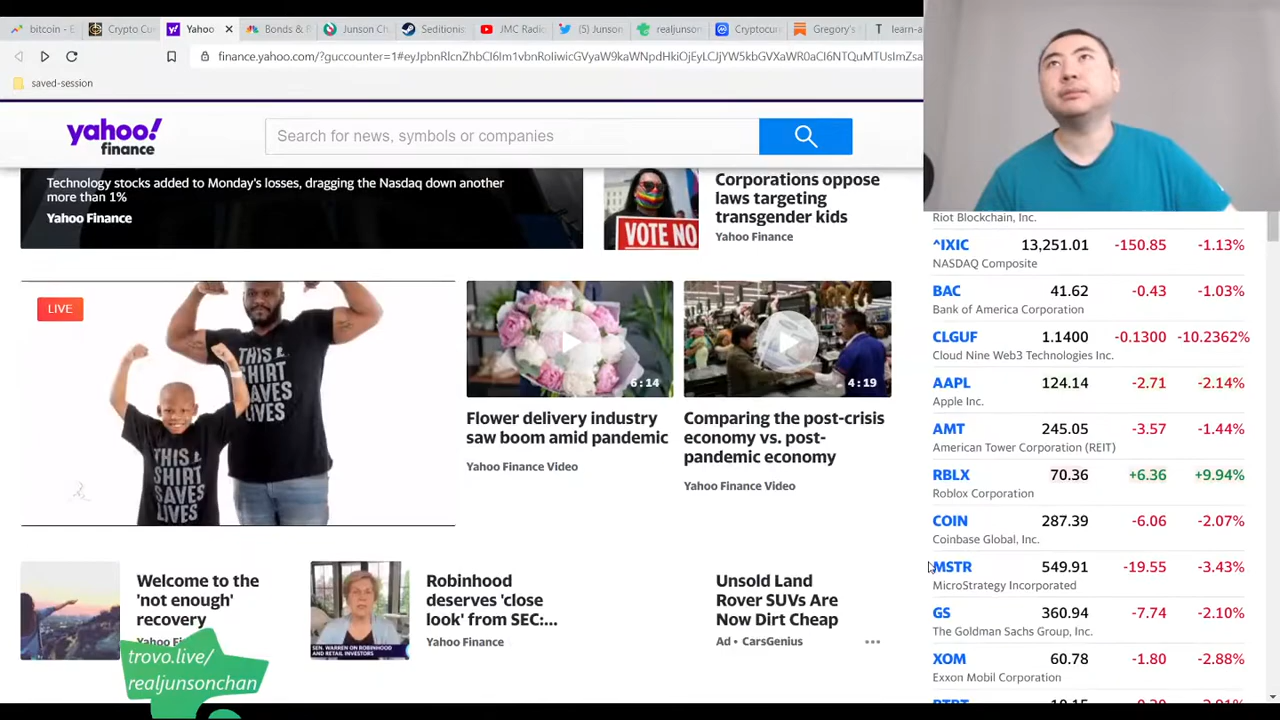 bitcoin - E
Crypto Cu
Yahoo
Bonds & R
Junson Ch
Seditionis
JMC Radi
(5) Junson
realjunson
Cryptocur
Gregory's
learn-a
finance.yahoo.com/?guccounter=1#eyJpbnRlcnZhbCI6Im1vbnRoIiwicGVyaW9kaWNpdHkiOjEyLCJjYW5kbGVXaWR0aCI6NTQuMTUsImZsa
saved-session
yahoo!
finance
Search for news, symbols or companies
Technology stocks added to Monday's losses, dragging the Nasdaq down another
more than 1%
Yahoo Finance
VOTE NO
Corporations oppose
laws targeting
transgender kids
Yahoo Finance
LIVE
THIS
SHIRT
SAVES
LIVES
THIS
SHIRT
SAVES
LIVES
6:14
Flower delivery industry
saw boom amid pandemic
Yahoo Finance Video
4:19
Comparing the post-crisis
economy vs. post-
pandemic economy
Yahoo Finance Video
Welcome to the
'not enough'
recovery
SEN. WARREN ON ROBINHOOD
AND RETAIL INVESTORS
Robinhood
deserves 'close
look' from SEC:...
Yahoo Finance
Unsold Land
Rover SUVs Are
Now Dirt Cheap
Ad • CarsGenius
trovo.live/
realjunsonchan
Riot Blockchain, Inc.
^IXIC 13,251.01 -150.85 -1.13%
NASDAQ Composite
BAC 41.62 -0.43 -1.03%
Bank of America Corporation
CLGUF 1.1400 -0.1300 -10.2362%
Cloud Nine Web3 Technologies Inc.
AAPL 124.14 -2.71 -2.14%
Apple Inc.
AMT 245.05 -3.57 -1.44%
American Tower Corporation (REIT)
RBLX 70.36 +6.36 +9.94%
Roblox Corporation
COIN 287.39 -6.06 -2.07%
Coinbase Global, Inc.
MSTR 549.91 -19.55 -3.43%
MicroStrategy Incorporated
GS 360.94 -7.74 -2.10%
The Goldman Sachs Group, Inc.
XOM 60.78 -1.80 -2.88%
Exxon Mobil Corporation